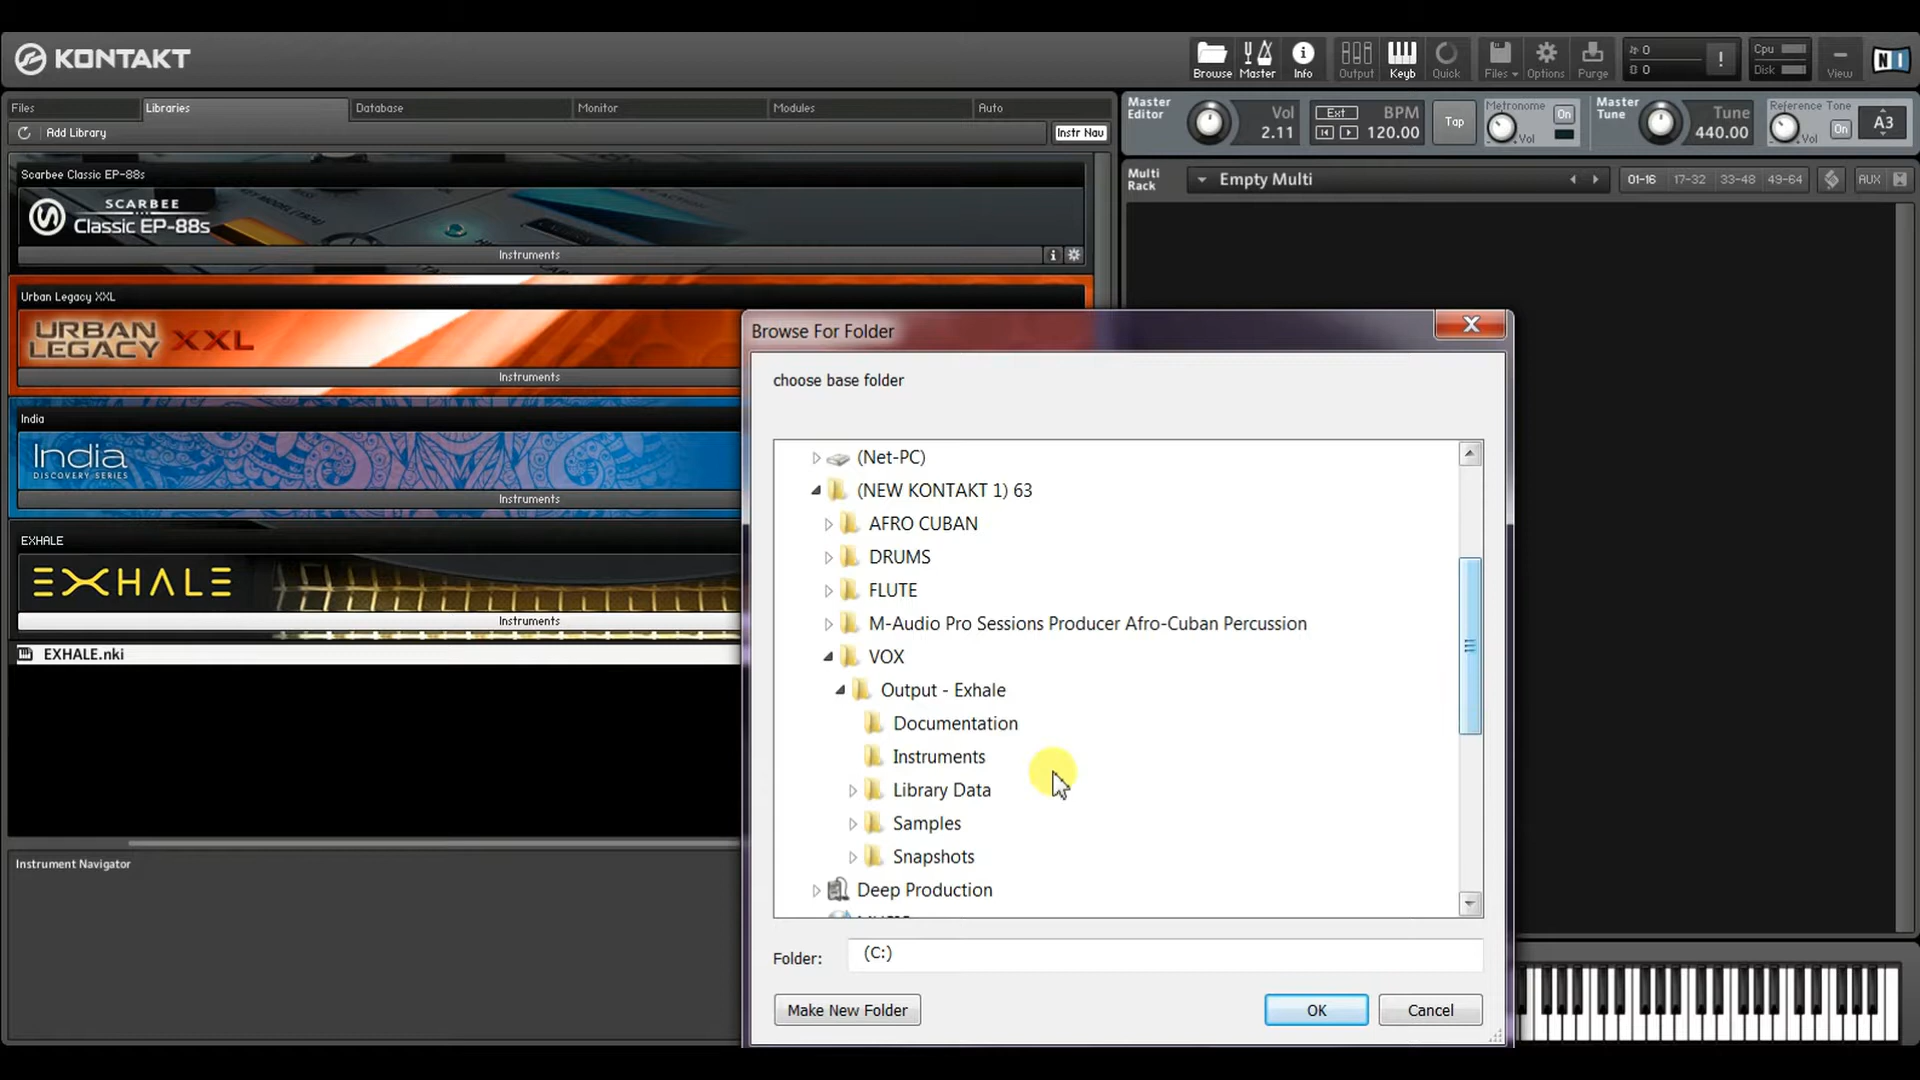 KONTAKT
Browse
Master
Info
Output
Keyb
Quick
Files
Options
Purge
0
0
!
Cpu
Disk
View
NI
Files
Libraries
Database
Monitor
Modules
Auto
Add Library
Instr Nav
Master
Editor
Vol
2.11
Ext
BPM
120.00
Tap
Metronome
On
Vol
Master
Tune
Tune
440.00
Reference Tone
On
Vol
A3
Multi
Rack
Empty Multi
01-16
17-32
33-48
49-64
AUX
Scarbee Classic EP-88s
SCARBEE
Classic EP-88s
Instruments
Urban Legacy XXL
URBAN
LEGACY XXL
Instruments
India
India
DISCOVERY SERIES
Instruments
EXHALE
EXHALE
Instruments
EXHALE.nki
Instrument Navigator
Browse For Folder
choose base folder
(Net-PC)
(NEW KONTAKT 1) 63
AFRO CUBAN
DRUMS
FLUTE
M-Audio Pro Sessions Producer Afro-Cuban Percussion
VOX
Output - Exhale
Documentation
Instruments
Library Data
Samples
Snapshots
Deep Production
Folder:
(C:)
Make New Folder
OK
Cancel